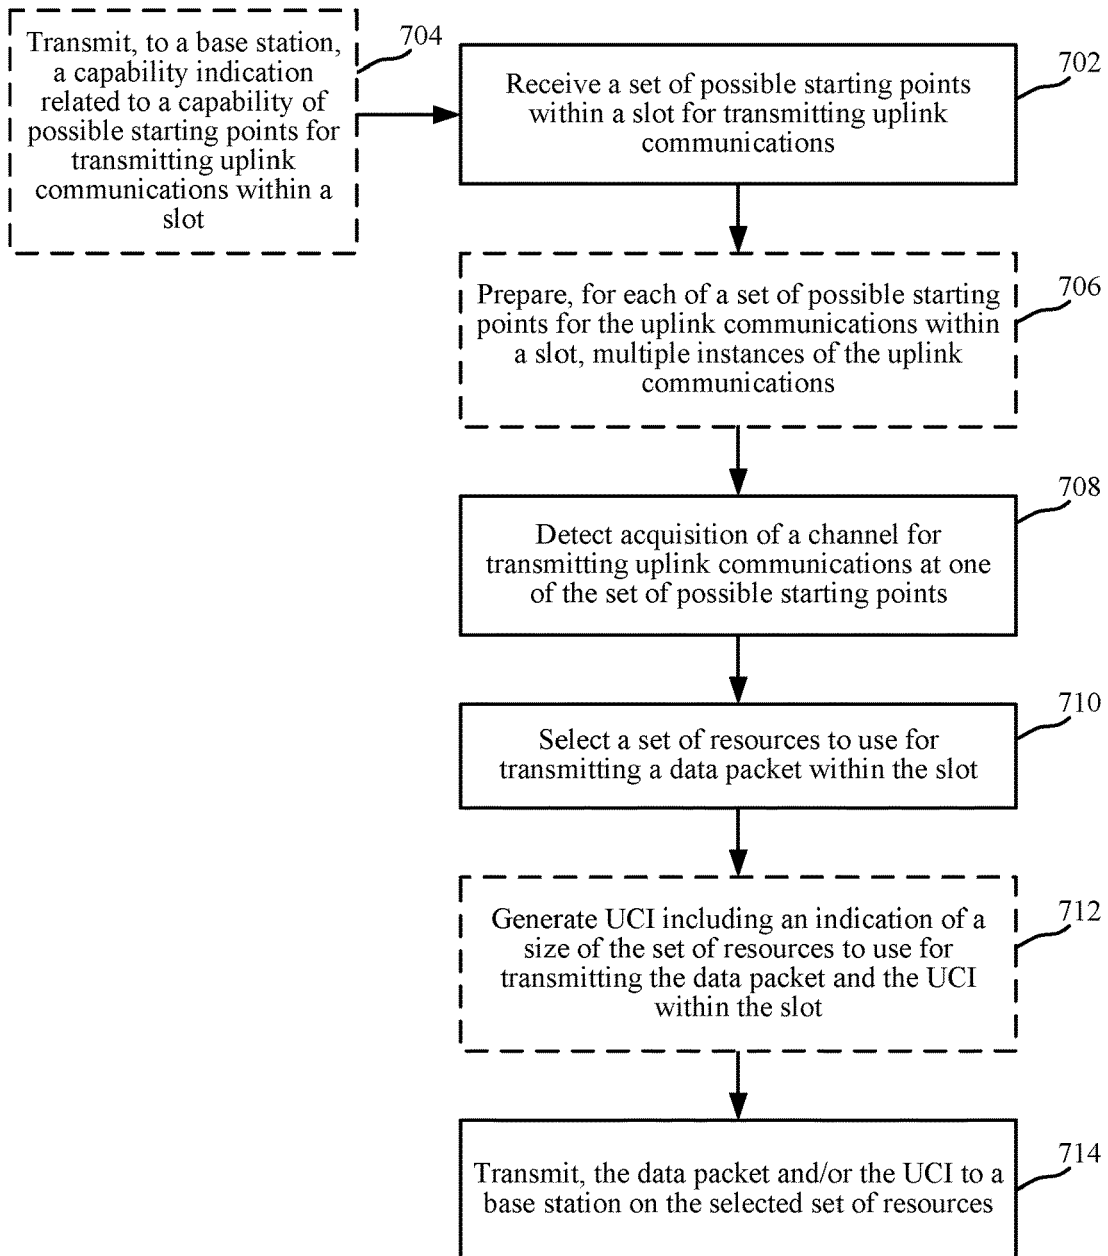 Transmit, to a base station,
a capability indication
related to a capability of
possible starting points for
transmitting uplink
communications within a
slot
704
Receive a set of possible starting points
within a slot for transmitting uplink
communications
702
Prepare, for each of a set of possible starting
points for the uplink communications within
a slot, multiple instances of the uplink
communications
706
Detect acquisition of a channel for
transmitting uplink communications at one
of the set of possible starting points
708
Select a set of resources to use for
transmitting a data packet within the slot
710
Generate UCI including an indication of a
size of the set of resources to use for
transmitting the data packet and the UCI
within the slot
712
Transmit, the data packet and/or the UCI to a
base station on the selected set of resources
714